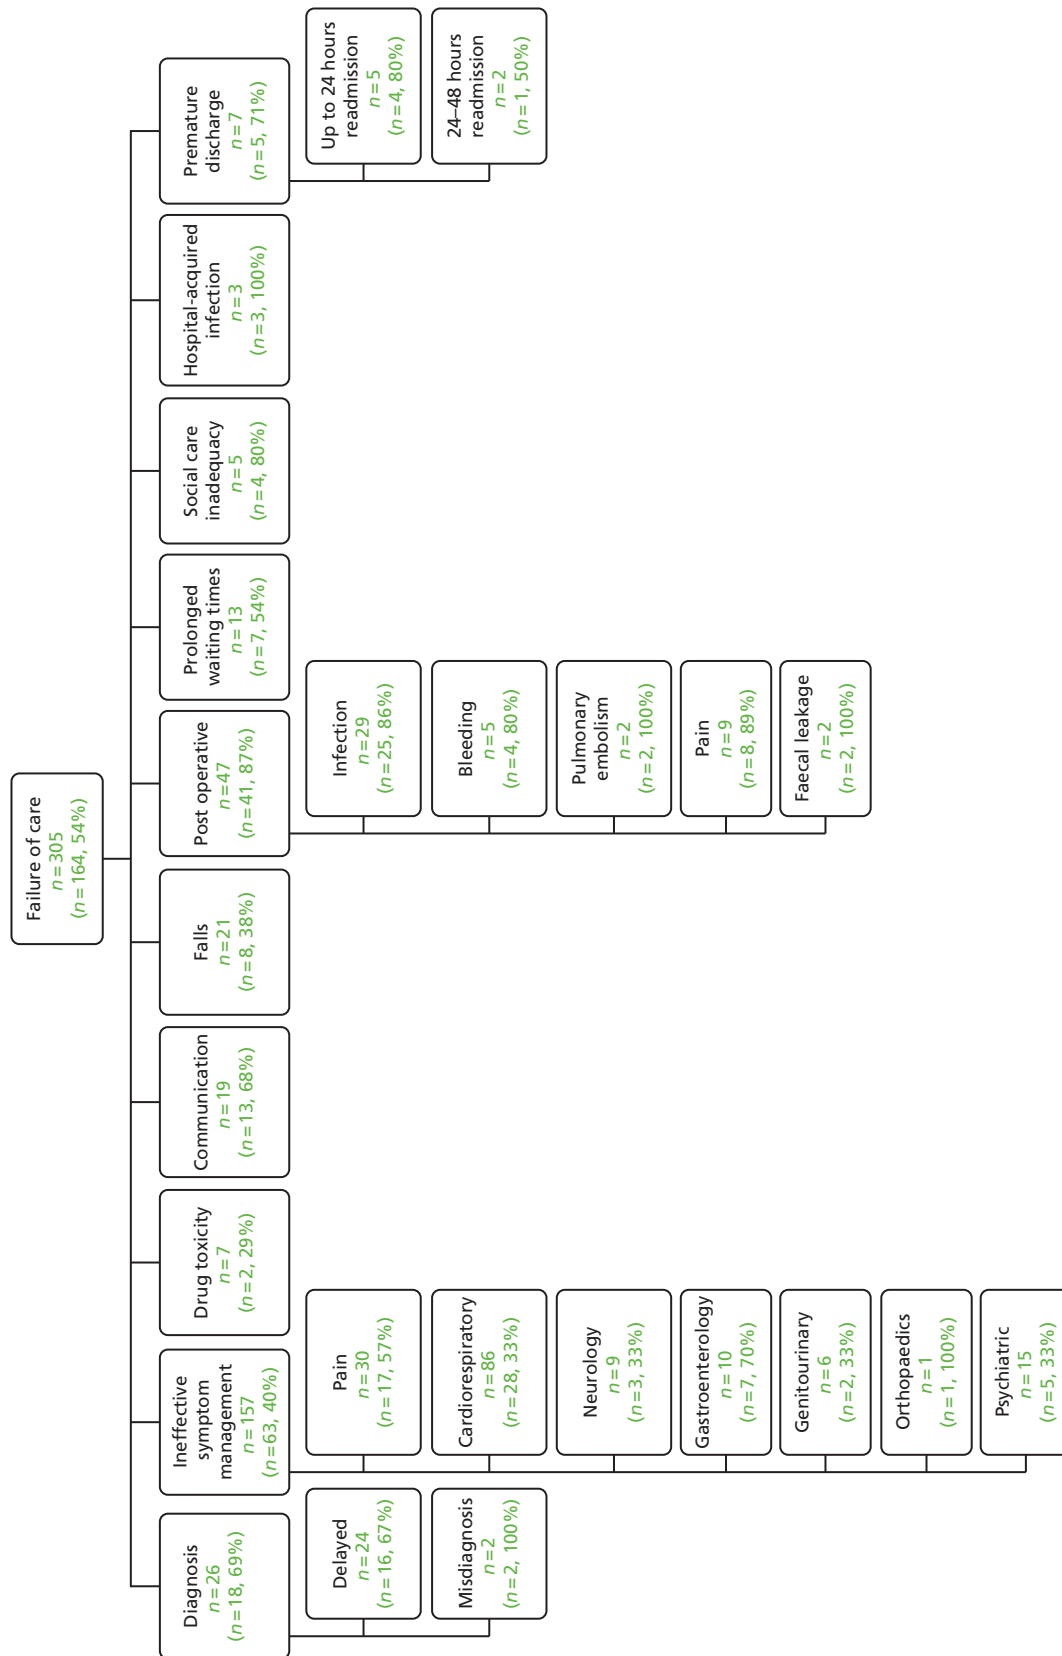 Failure of care
n=305
(n=164, 54%)
Diagnosis
n=26
(n=18, 69%)
Delayed
n=24
(n=16, 67%)
Misdiagnosis
n=2
(n=2, 100%)
Ineffective
symptom
management
n=157
(n=63, 40%)
Pain
n=30
(n=17, 57%)
Cardiorespiratory
n=86
(n=28, 33%)
Neurology
n=9
(n=3, 33%)
Gastroenterology
n=10
(n=7, 70%)
Genitourinary
n=6
(n=2, 33%)
Orthopaedics
n=1
(n=1, 100%)
Psychiatric
n=15
(n=5, 33%)
Drug toxicity
n=7
(n=2, 29%)
Communication
n=19
(n=13, 68%)
Falls
n=21
(n=8, 38%)
Post operative
n=47
(n=41, 87%)
Infection
n=29
(n=25, 86%)
Bleeding
n=5
(n=4, 80%)
Pulmonary
embolism
n=2
(n=2, 100%)
Pain
n=9
(n=8, 89%)
Faecal leakage
n=2
(n=2, 100%)
Prolonged
waiting times
n=13
(n=7, 54%)
Social care
inadequacy
n=5
(n=4, 80%)
Hospital-acquired
infection
n=3
(n=3, 100%)
Premature
discharge
n=7
(n=5, 71%)
Up to 24 hours
readmission
n=5
(n=4, 80%)
24–48 hours
readmission
n=2
(n=1, 50%)